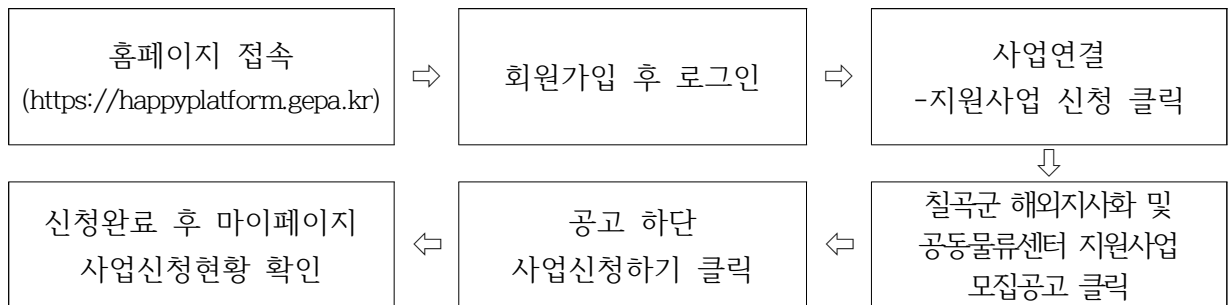 홈페이지 접속
(https://happyplatform.gepa.kr)
⇨
회원가입 후 로그인
⇨
사업연결
-지원사업 신청 클릭
⇩
칠곡군 해외지사화 및
공동물류센터 지원사업
모집공고 클릭
⇦
공고 하단
사업신청하기 클릭
⇦
신청완료 후 마이페이지
사업신청현황 확인